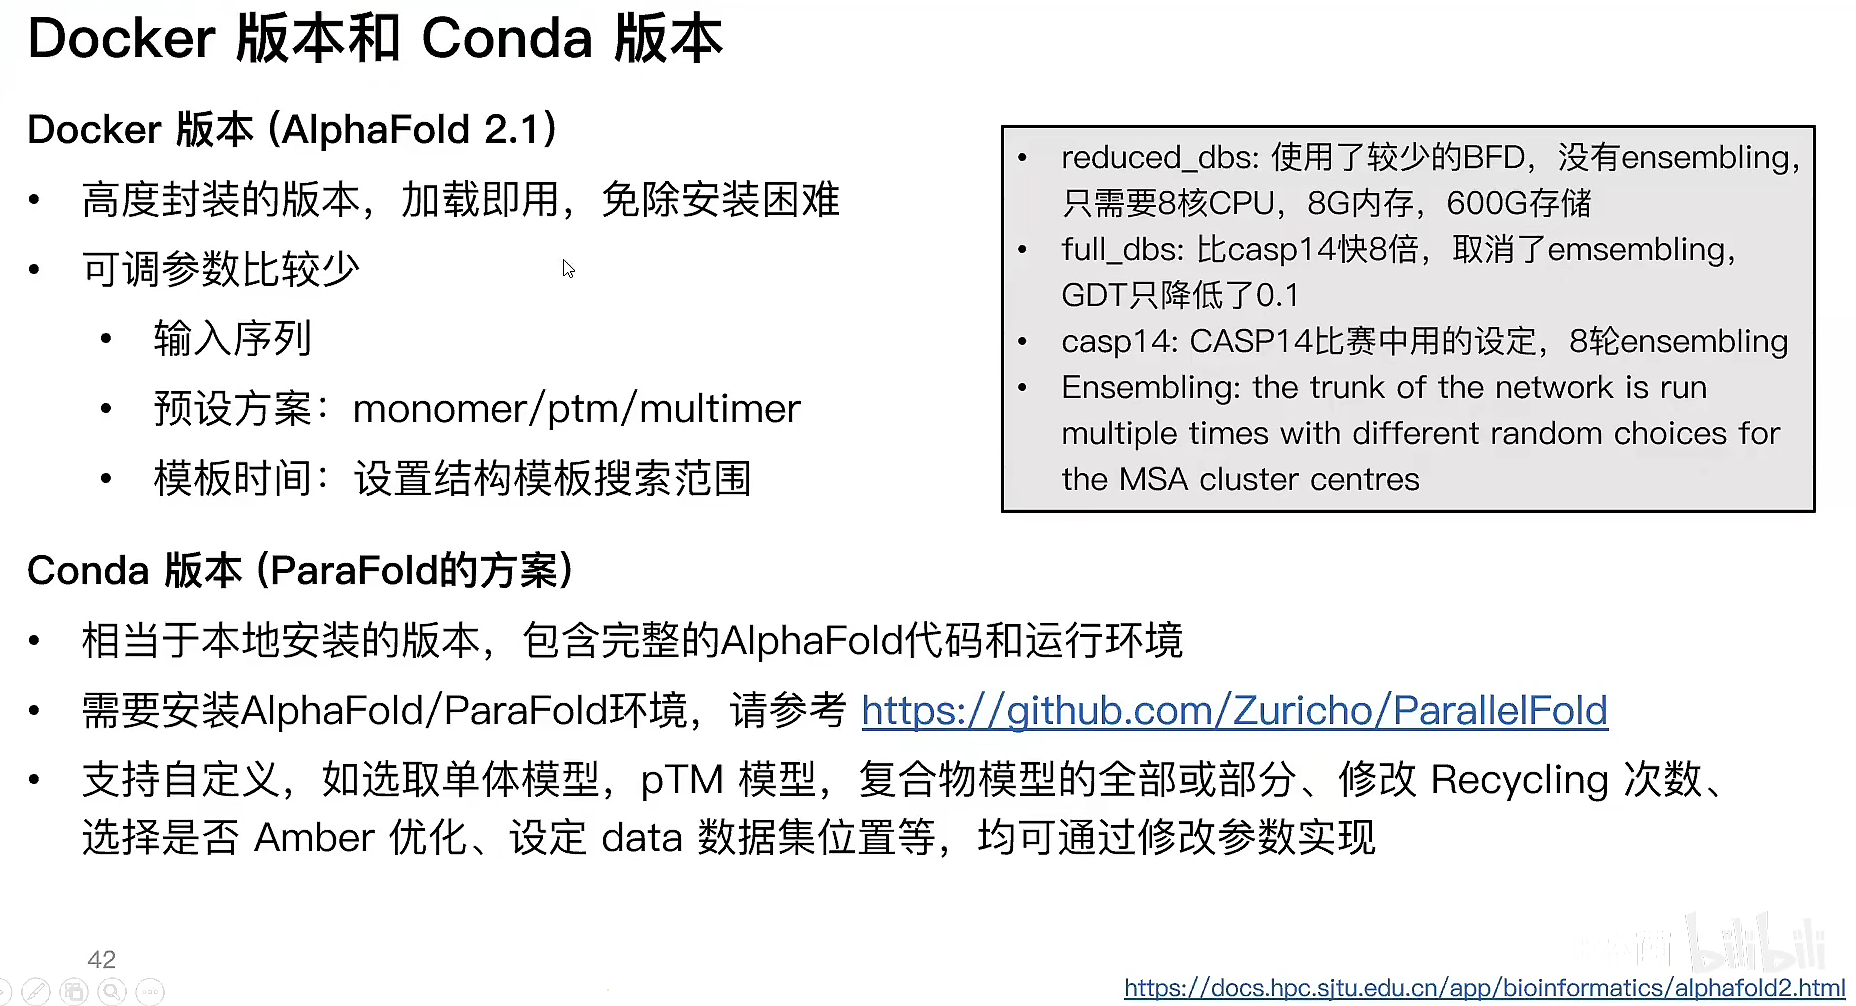 Docker 版本和 Conda 版本
Docker 版本 (AlphaFold 2.1)
• 高度封装的版本，加载即用，免除安装困难
• 可调参数比较少
• 输入序列
• 预设方案：monomer/ptm/multimer
• 模板时间：设置结构模板搜索范围
• reduced_dbs: 使用了较少的BFD，没有ensembling，
只需要8核CPU，8G内存，600G存储
• full_dbs: 比casp14快8倍，取消了emsembling，
GDT只降低了0.1
• casp14: CASP14比赛中用的设定，8轮ensembling
• Ensembling: the trunk of the network is run
multiple times with different random choices for
the MSA cluster centres
Conda 版本 (ParaFold的方案)
• 相当于本地安装的版本，包含完整的AlphaFold代码和运行环境
• 需要安装AlphaFold/ParaFold环境，请参考 https://github.com/Zuricho/ParallelFold
• 支持自定义，如选取单体模型，pTM 模型，复合物模型的全部或部分、修改 Recycling 次数、
选择是否 Amber 优化、设定 data 数据集位置等，均可通过修改参数实现
42
bilibili
https://docs.hpc.sjtu.edu.cn/app/bioinformatics/alphafold2.html